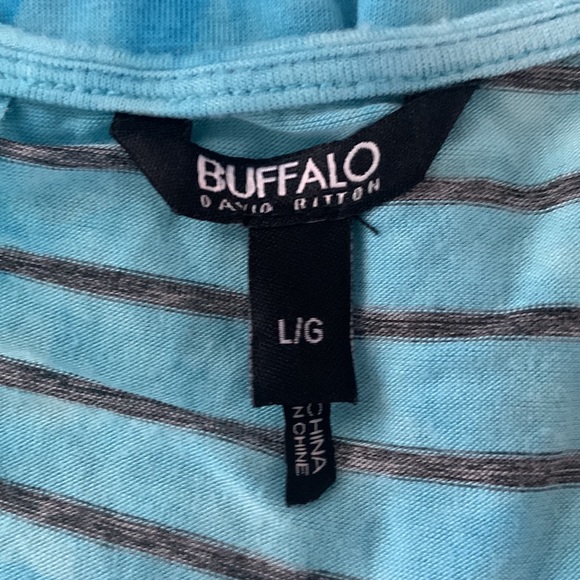 BUFFALO
DAVID BITTON
L/G
CHINA
N CHINE